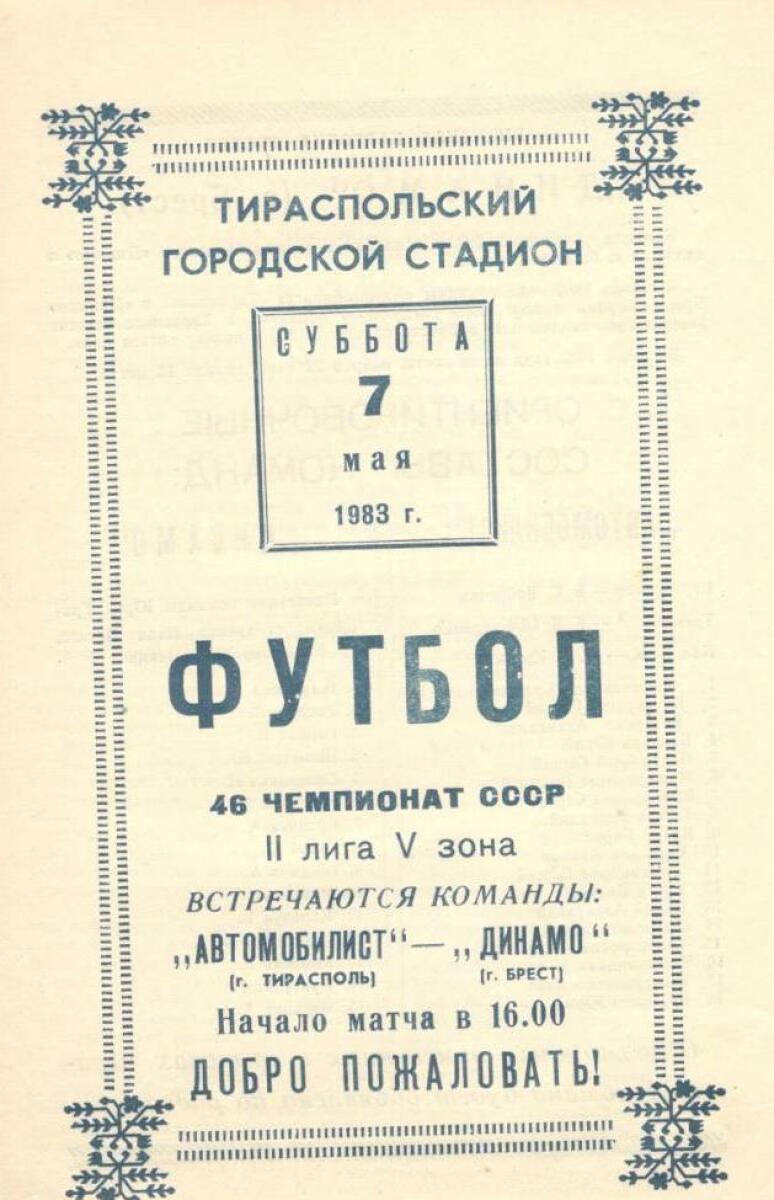 ТИРАСПОЛЬСКИЙ
ГОРОДСКОЙ СТАДИОН
СУББОТА
7
мая
1983 г.
ФУТБОЛ
46 ЧЕМПИОНАТ СССР
II лига V зона
ВСТРЕЧАЮТСЯ КОМАНДЫ:
„АВТОМОБИЛИСТ“ — „ДИНАМО“
(г. ТИРАСПОЛЬ) (г. БРЕСТ)
Начало матча в 16.00
ДОБРО ПОЖАЛОВАТЬ!